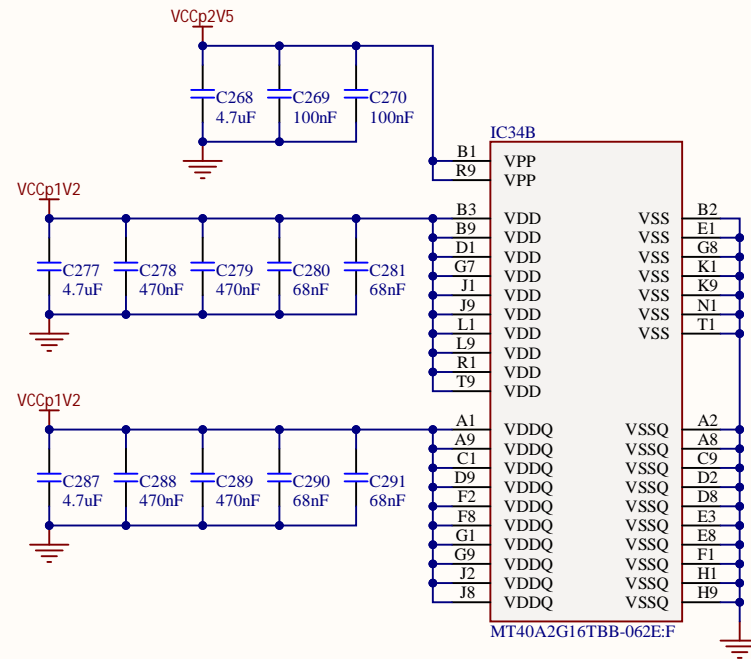 VCCp2V5
C268 C269 C270
4.7uF 100nF 100nF
IC34B
B1 VPP
R9 VPP
VCCp1V2
B3 VDD VSS B2
B9 VDD VSS E1
D1 VDD VSS G8
G7 VDD VSS K1
J1 VDD VSS K9
J9 VDD VSS N1
L1 VDD VSS T1
L9 VDD
R1 VDD
T9 VDD
C277 C278 C279 C280 C281
4.7uF 470nF 470nF 68nF 68nF
VCCp1V2
A1 VDDQ VSSQ A2
A9 VDDQ VSSQ A8
C1 VDDQ VSSQ C9
D9 VDDQ VSSQ D2
F2 VDDQ VSSQ D8
F8 VDDQ VSSQ E3
G1 VDDQ VSSQ E8
G9 VDDQ VSSQ F1
J2 VDDQ VSSQ H1
J8 VDDQ VSSQ H9
C287 C288 C289 C290 C291
4.7uF 470nF 470nF 68nF 68nF
MT40A2G16TBB-062E:F